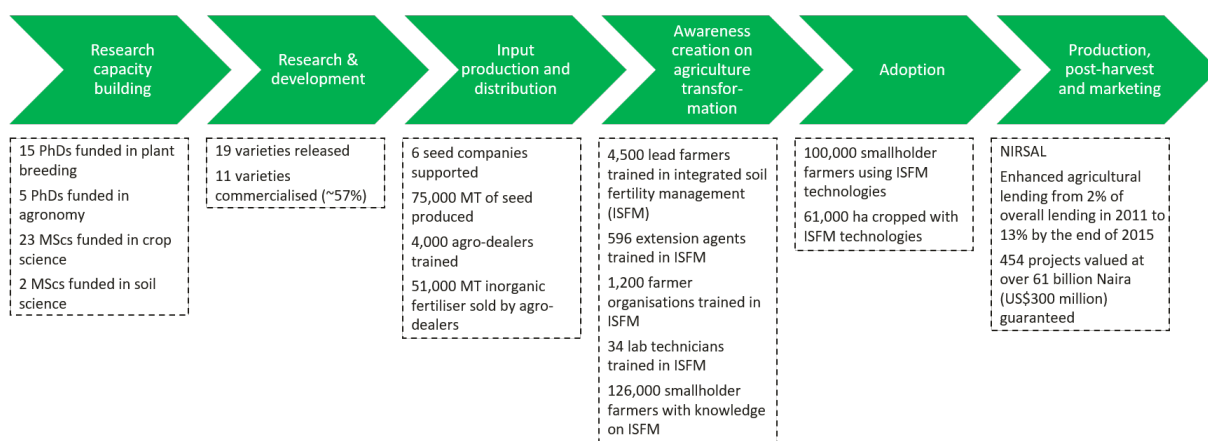 Research
capacity
building
Research &
development
Input
production and
distribution
Awareness
creation on
agriculture
transfor-
mation
Adoption
Production,
post-harvest
and marketing
15 PhDs funded in plant
breeding
5 PhDs funded in
agronomy
23 MScs funded in crop
science
2 MScs funded in soil
science
19 varieties released
11 varieties
commercialised (~57%)
6 seed companies
supported
75,000 MT of seed
produced
4,000 agro-dealers
trained
51,000 MT inorganic
fertiliser sold by agro-
dealers
4,500 lead farmers
trained in integrated soil
fertility management
(ISFM)
596 extension agents
trained in ISFM
1,200 farmer
organisations trained in
ISFM
34 lab technicians
trained in ISFM
126,000 smallholder
farmers with knowledge
on ISFM
100,000 smallholder
farmers using ISFM
technologies
61,000 ha cropped with
ISFM technologies
NIRSAL
Enhanced agricultural
lending from 2% of
overall lending in 2011 to
13% by the end of 2015
454 projects valued at
over 61 billion Naira
(US$300 million)
guaranteed